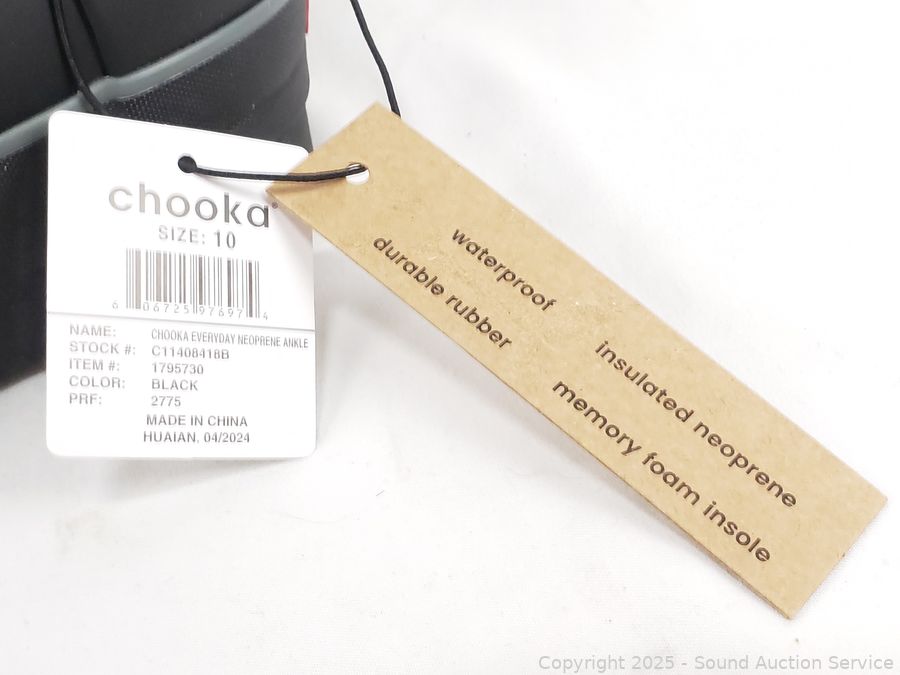 chooka
SIZE: 10
6 06725 97697 4
NAME: CHOOKA EVERYDAY NEOPRENE ANKLE
STOCK #: C11408418B
ITEM #: 1795730
COLOR: BLACK
PRF: 2775
MADE IN CHINA
HUAIAN, 04/2024
waterproof
durable rubber
insulated neoprene
memory foam insole
Copyright © 2025 - Sound Auction Service